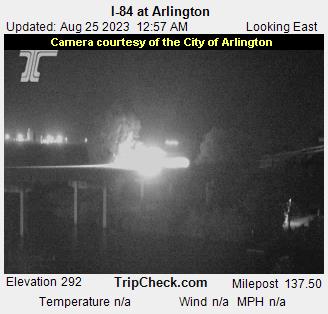 I-84 at Arlington
Updated: Aug 25 2023 12:57 AM Looking East
Camera courtesy of the City of Arlington
Elevation 292 TripCheck.com Milepost 137.50
Temperature n/a Wind n/a MPH n/a